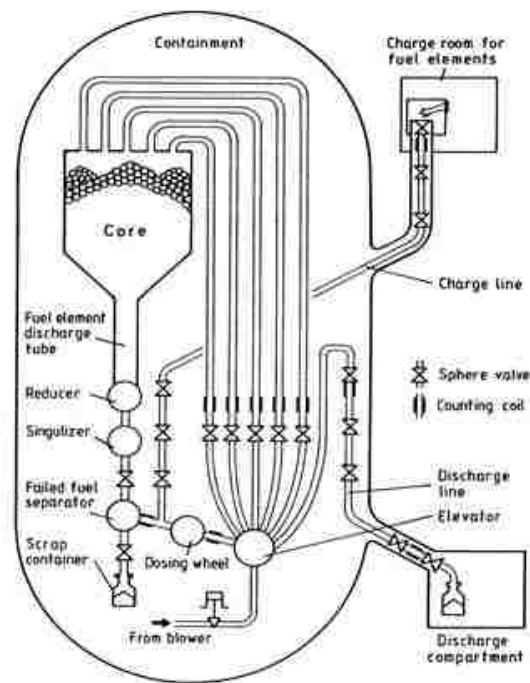 Containment
Charge room for
fuel elements
Core
Charge line
Fuel element
discharge
tube
Reducer
Singulizer
Sphere valve
Counting coil
Failed fuel
separator
Discharge
line
Elevator
Scrap
container
Dosing wheel
From blower
Discharge
compartment